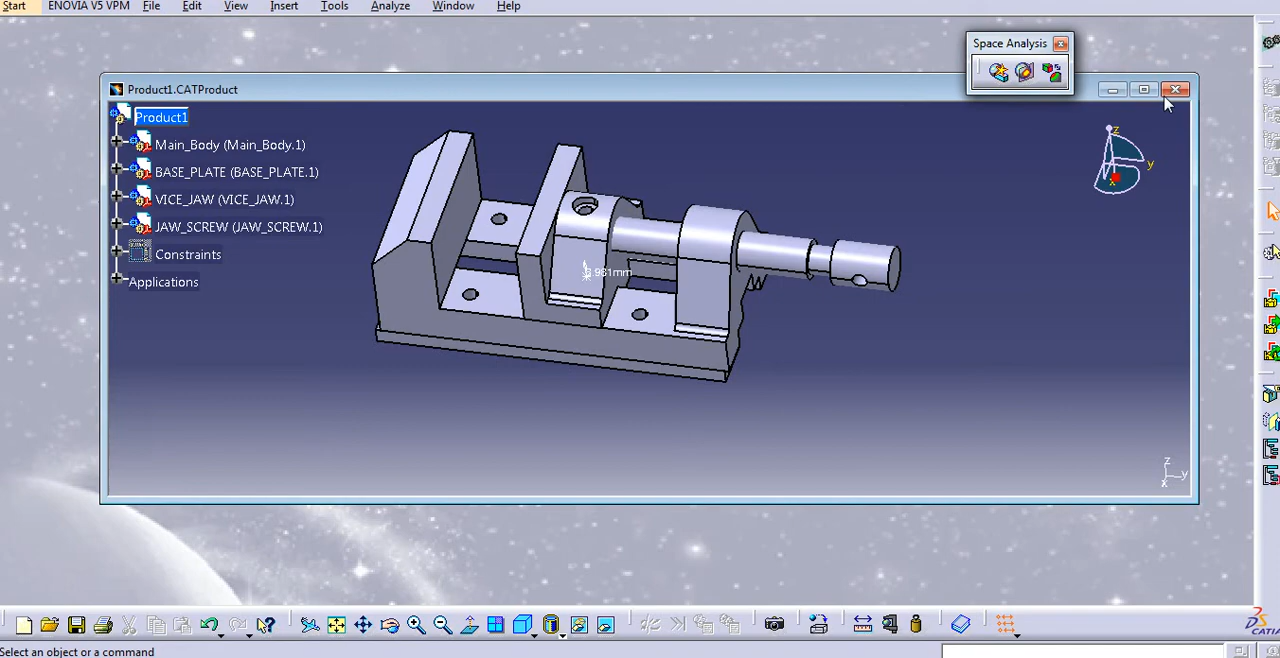 Start ENOVIA V5 VPM File Edit View Insert Tools Analyze Window Help
Space Analysis
Product1.CATProduct
Product1
Main_Body (Main_Body.1)
BASE_PLATE (BASE_PLATE.1)
VICE_JAW (VICE_JAW.1)
JAW_SCREW (JAW_SCREW.1)
Constraints
Applications
z
y
x
z
y
x
Select an object or a command